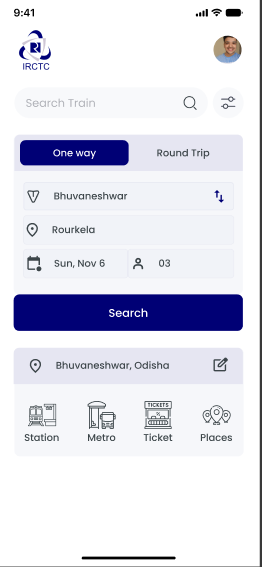 9:41
IRCTC
Search Train
One way
Round Trip
Bhuvaneshwar
Rourkela
Sun, Nov 6
03
Search
Bhuvaneshwar, Odisha
TICKETS
Station
Metro
Ticket
Places